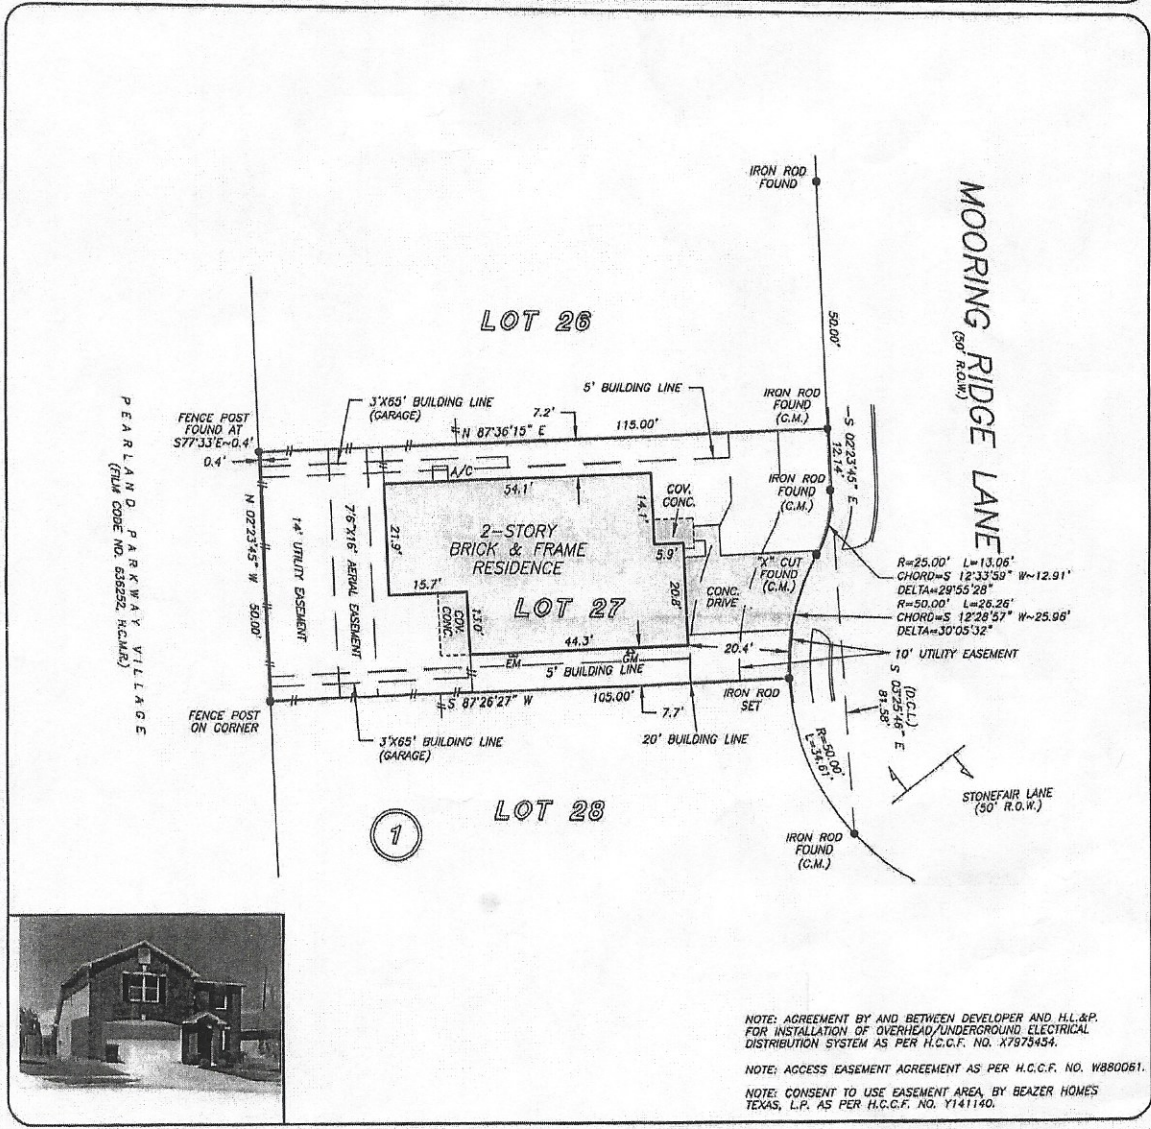 IRON ROD
FOUND
MOORING RIDGE LANE
(50' R.O.W.)
50.00'
LOT 26
5' BUILDING LINE
3'X65' BUILDING LINE
(GARAGE)
7.2'
IRON ROD
FOUND
(C.M.)
FENCE POST
FOUND AT
S77°33'E~0.4'
0.4'
N 87°36'15" E
115.00'
S 02°23'45" E
12.14'
PEARLAND PARKWAY VILLAGE
(FILM CODE NO. 636252, H.C.M.R.)
A/C
54.1'
COV.
CONC.
IRON ROD
FOUND
(C.M.)
N 02°23'45" W
50.00'
14' UTILITY EASEMENT
7'6"X16' AERIAL EASEMENT
21.9'
2-STORY
BRICK & FRAME
RESIDENCE
14.1'
5.9'
"X" CUT
FOUND
(C.M.)
R=25.00' L=13.06'
CHORD=S 12°33'59" W~12.91'
DELTA=29°55'28"
R=50.00' L=26.26'
CHORD=S 12°28'57" W~25.96'
DELTA=30°05'32"
15.7'
LOT 27
20.8'
CONC.
DRIVE
COV.
CONC.
13.0'
44.3'
20.4'
10' UTILITY EASEMENT
EM
GM
5' BUILDING LINE
S 87°26'27" W
105.00'
7.7'
IRON ROD
SET
(D.C.L.)
S 03°25'46" E
81.58'
FENCE POST
ON CORNER
3'X65' BUILDING LINE
(GARAGE)
20' BUILDING LINE
R=50.00'
L=34.61'
STONEFAIR LANE
(50' R.O.W.)
LOT 28
1
IRON ROD
FOUND
(C.M.)
NOTE: AGREEMENT BY AND BETWEEN DEVELOPER AND H.L.&P.
FOR INSTALLATION OF OVERHEAD/UNDERGROUND ELECTRICAL
DISTRIBUTION SYSTEM AS PER H.C.C.F. NO. X7975454.
NOTE: ACCESS EASEMENT AGREEMENT AS PER H.C.C.F. NO. W880061.
NOTE: CONSENT TO USE EASEMENT AREA, BY BEAZER HOMES
TEXAS, L.P. AS PER H.C.C.F. NO. Y141140.